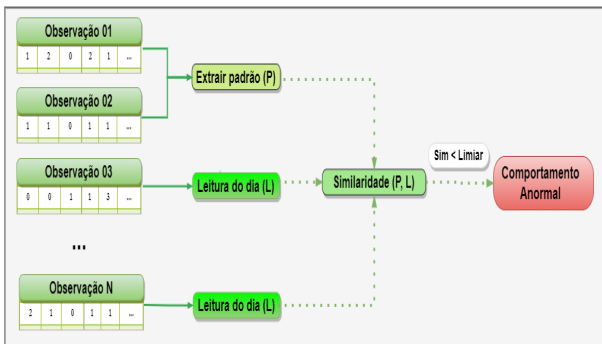 Observação 01
1 2 0 2 1 ...
Extrair padrão (P)
Observação 02
1 1 0 1 1 ...
Sim < Limiar
Observação 03
0 0 1 1 3 ...
Leitura do dia (L)
Similaridade (P, L)
Comportamento
Anormal
...
Observação N
2 1 0 1 1 ...
Leitura do dia (L)